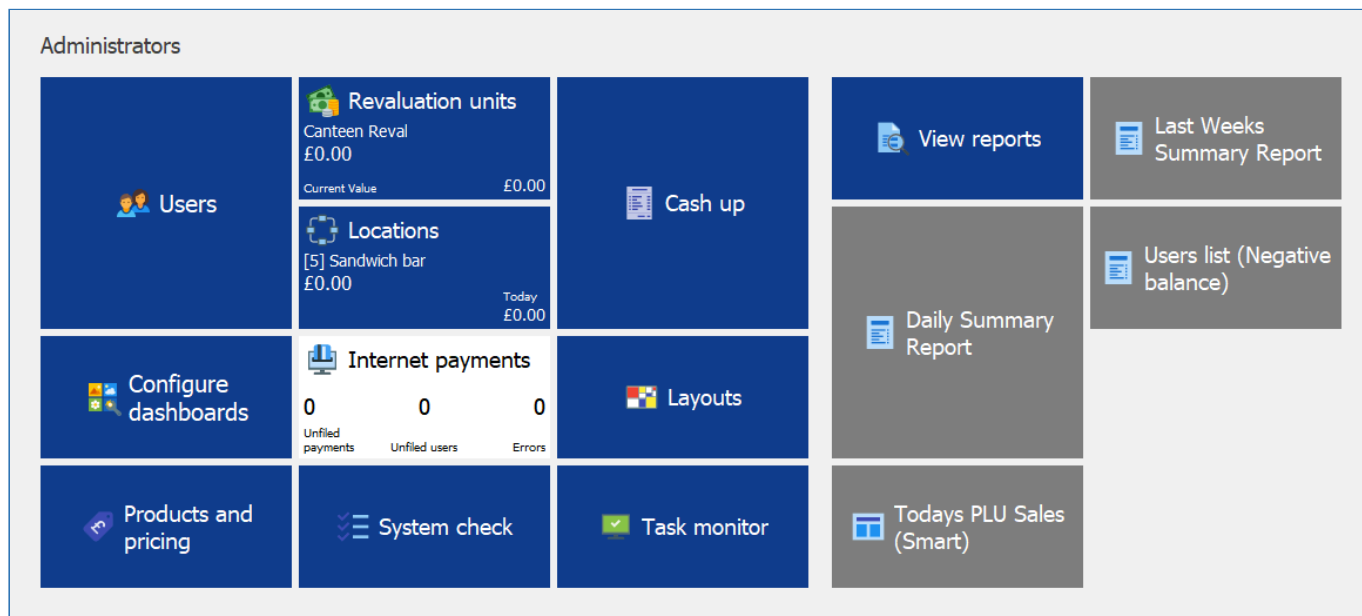 Administrators
Users
Revaluation units
Canteen Reval
£0.00
Current Value
£0.00
Locations
[5] Sandwich bar
£0.00
Today
£0.00
Cash up
View reports
Last Weeks
Summary Report
Daily Summary
Report
Users list (Negative
balance)
Configure
dashboards
Internet payments
0 0 0
Unfiled
payments Unfiled users Errors
Layouts
Products and
pricing
System check
Task monitor
Todays PLU Sales
(Smart)